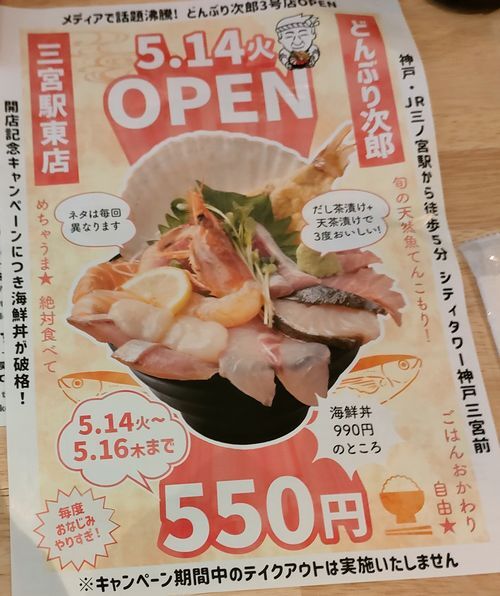 メディアで話題沸騰! どんぶり次郎3号店OPEN
5.14火
OPEN
どんぶり次郎
三宮駅東店
神戸・JR三ノ宮駅から徒歩5分 シティタワー神戸三宮前
開店記念キャンペーンにつき海鮮丼が破格!
旬の天然魚てんこもり!
めちゃうま★ 絶対食べて
ネタは毎回
異なります
だし茶漬け+
天茶漬けで
3度おいしい!
5.14火〜
5.16木まで
海鮮丼
990円
のところ
550円
ごはんおかわり
自由★
毎度
おなじみ
やりすぎ!
※キャンペーン期間中のテイクアウトは実施いたしません